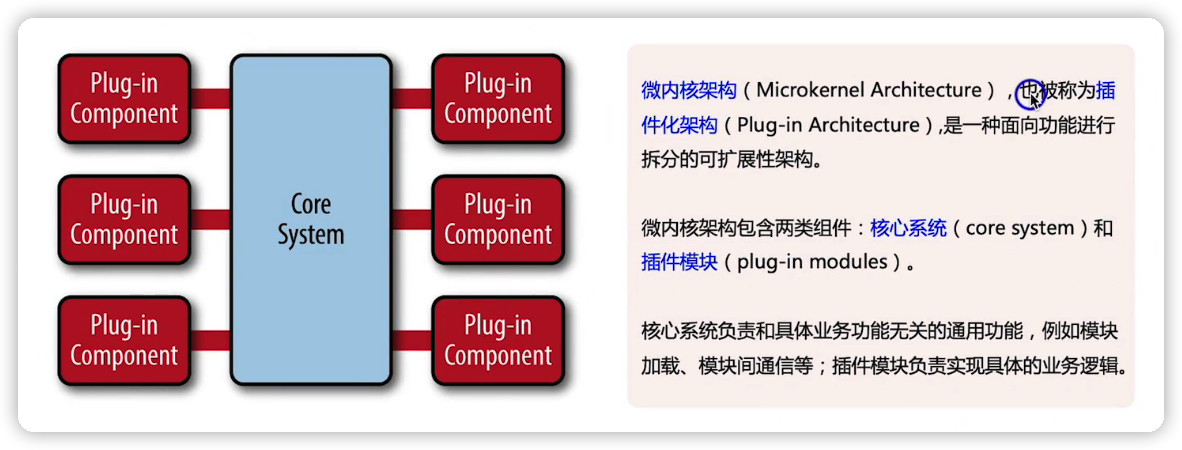 Plug-in
Component
Plug-in
Component
Plug-in
Component
Core
System
Plug-in
Component
Plug-in
Component
Plug-in
Component
微内核架构（Microkernel Architecture），也被称为插
件化架构（Plug-in Architecture）,是一种面向功能进行
拆分的可扩展性架构。
微内核架构包含两类组件：核心系统（core system）和
插件模块（plug-in modules）。
核心系统负责和具体业务功能无关的通用功能，例如模块
加载、模块间通信等；插件模块负责实现具体的业务逻辑。